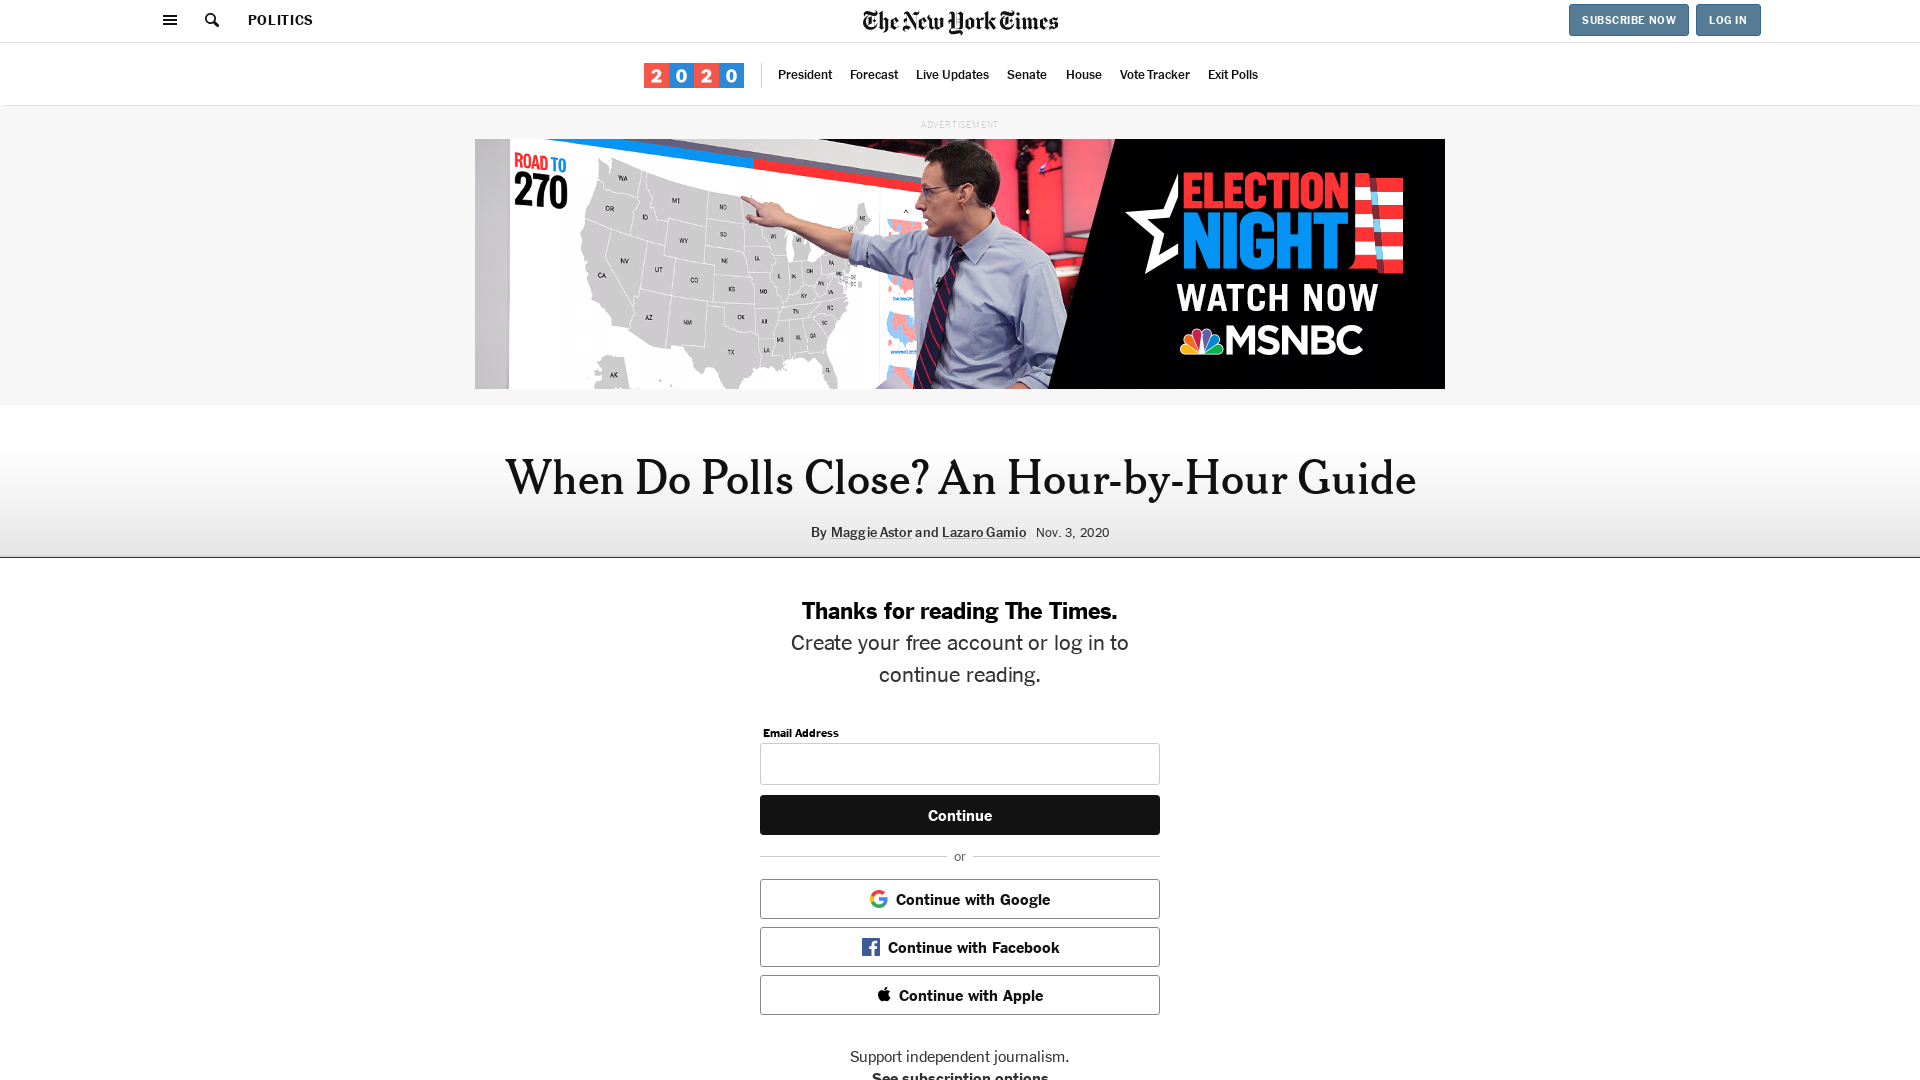 POLITICS
The New York Times
SUBSCRIBE NOW
LOG IN
2020
President
Forecast
Live Updates
Senate
House
Vote Tracker
Exit Polls
ADVERTISEMENT
ROAD TO
270
WA
OR
ID
MT
ND
SD
WY
NV
UT
CA
CO
NE
KS
AZ
NM
OK
TX
IA
MO
AR
LA
WI
MI
IL
IN
OH
KY
TN
MS
AL
GA
FL
SC
NC
VA
PA
ME
AK
ELECTION
NIGHT
WATCH NOW
MSNBC
When Do Polls Close? An Hour-by-Hour Guide
By Maggie Astor and Lazaro Gamio Nov. 3, 2020
Thanks for reading The Times.
Create your free account or log in to
continue reading.
Email Address
Continue
or
Continue with Google
Continue with Facebook
Continue with Apple
Support independent journalism.
See subscription options